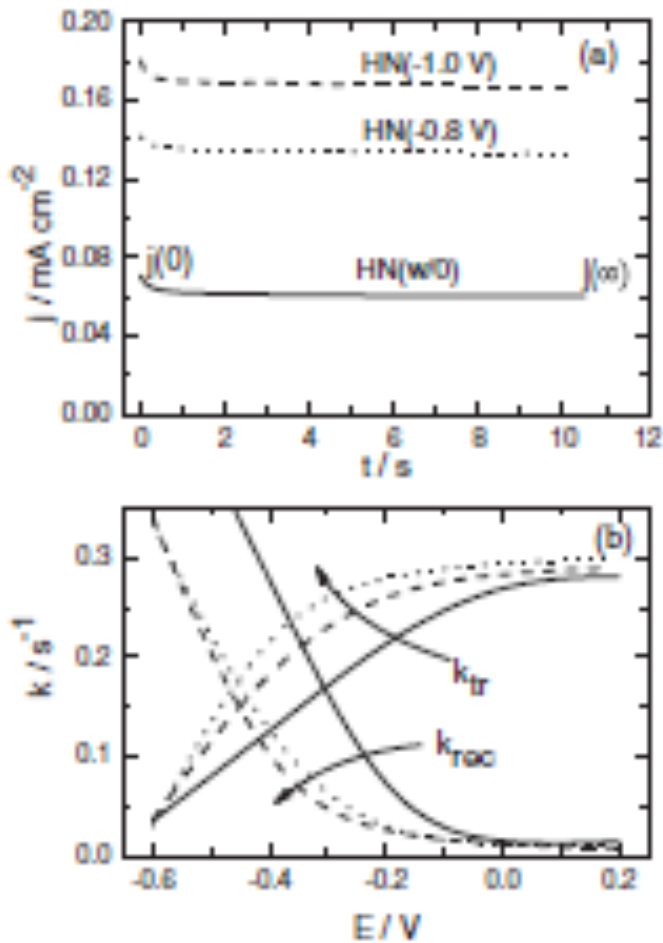 (a)
HN(-1.0 V)
HN(-0.8 V)
j(0)
HN(w/0)
j(∞)
j / mA cm-2
0.20
0.16
0.12
0.08
0.04
0.00
0 2 4 6 8 10 12
t / s
(b)
ktr
krec
k / s-1
0.3
0.2
0.1
0.0
-0.6 -0.4 -0.2 0.0 0.2
E / V